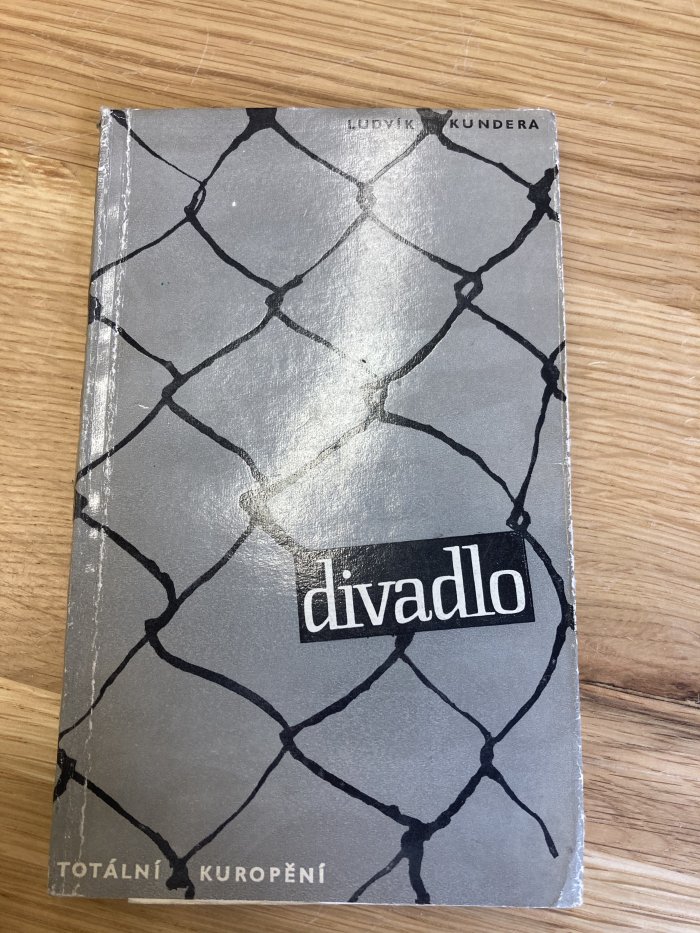 LUDVÍK KUNDERA
divadlo
TOTÁLNÍ KUROPĚNÍ